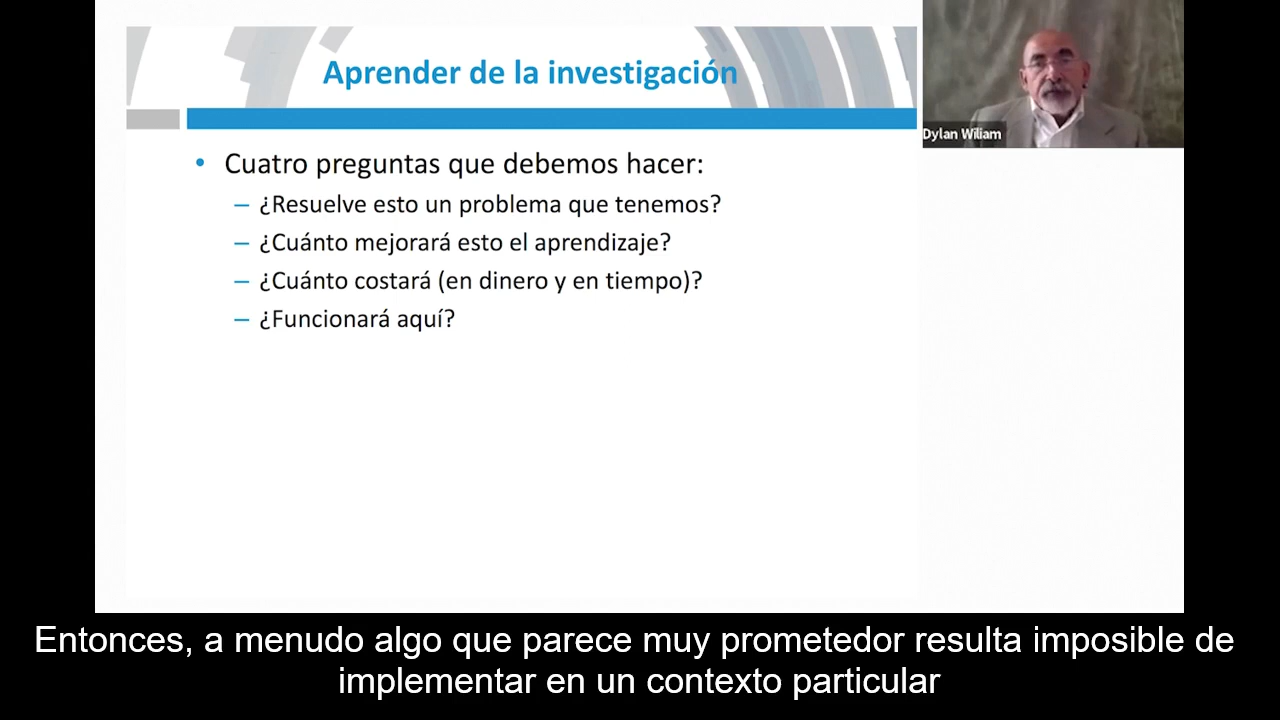 Aprender de la investigación
Dylan Wiliam
• Cuatro preguntas que debemos hacer:
– ¿Resuelve esto un problema que tenemos?
– ¿Cuánto mejorará esto el aprendizaje?
– ¿Cuánto costará (en dinero y en tiempo)?
– ¿Funcionará aquí?
Entonces, a menudo algo que parece muy prometedor resulta imposible de
implementar en un contexto particular